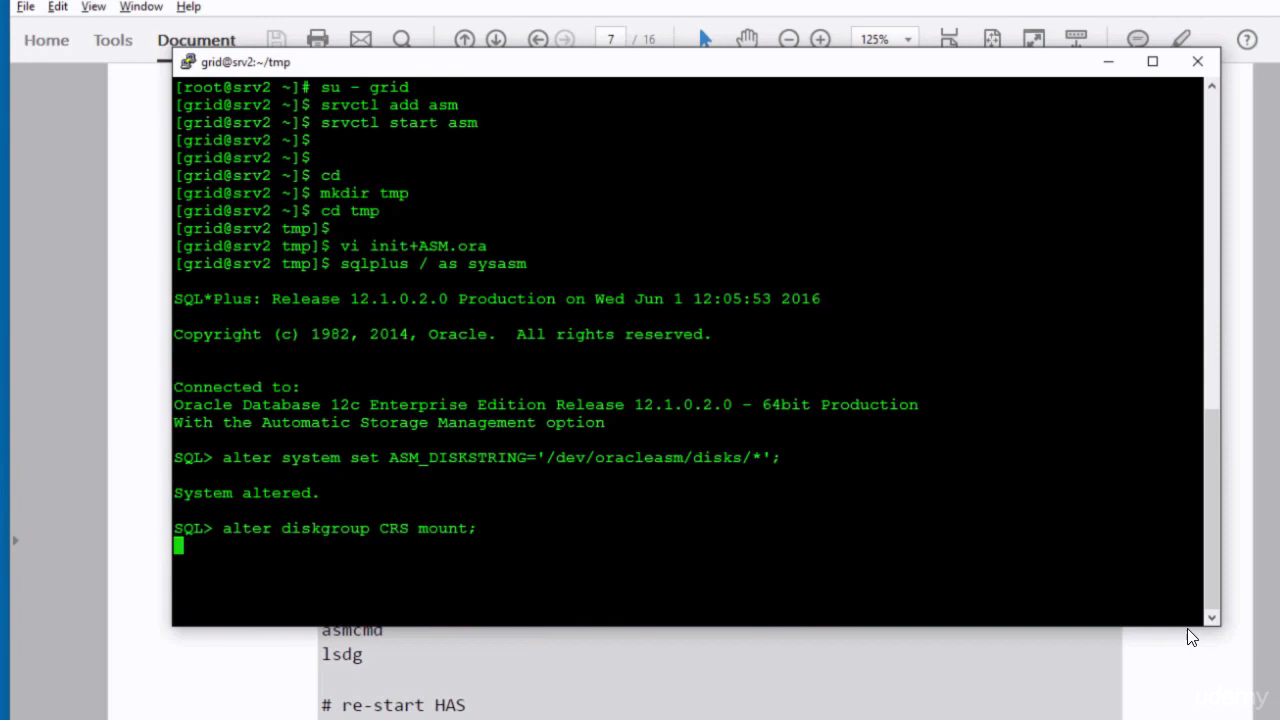 File Edit View Window Help
Home Tools Document 7 / 16 125%
grid@srv2:~/tmp
[root@srv2 ~]# su - grid
[grid@srv2 ~]$ srvctl add asm
[grid@srv2 ~]$ srvctl start asm
[grid@srv2 ~]$
[grid@srv2 ~]$
[grid@srv2 ~]$ cd
[grid@srv2 ~]$ mkdir tmp
[grid@srv2 ~]$ cd tmp
[grid@srv2 tmp]$
[grid@srv2 tmp]$ vi init+ASM.ora
[grid@srv2 tmp]$ sqlplus / as sysasm
SQL*Plus: Release 12.1.0.2.0 Production on Wed Jun 1 12:05:53 2016
Copyright (c) 1982, 2014, Oracle.  All rights reserved.
Connected to:
Oracle Database 12c Enterprise Edition Release 12.1.0.2.0 - 64bit Production
With the Automatic Storage Management option
SQL> alter system set ASM_DISKSTRING='/dev/oracleasm/disks/*';
System altered.
SQL> alter diskgroup CRS mount;
asmcmd
lsdg
# re-start HAS
udemy